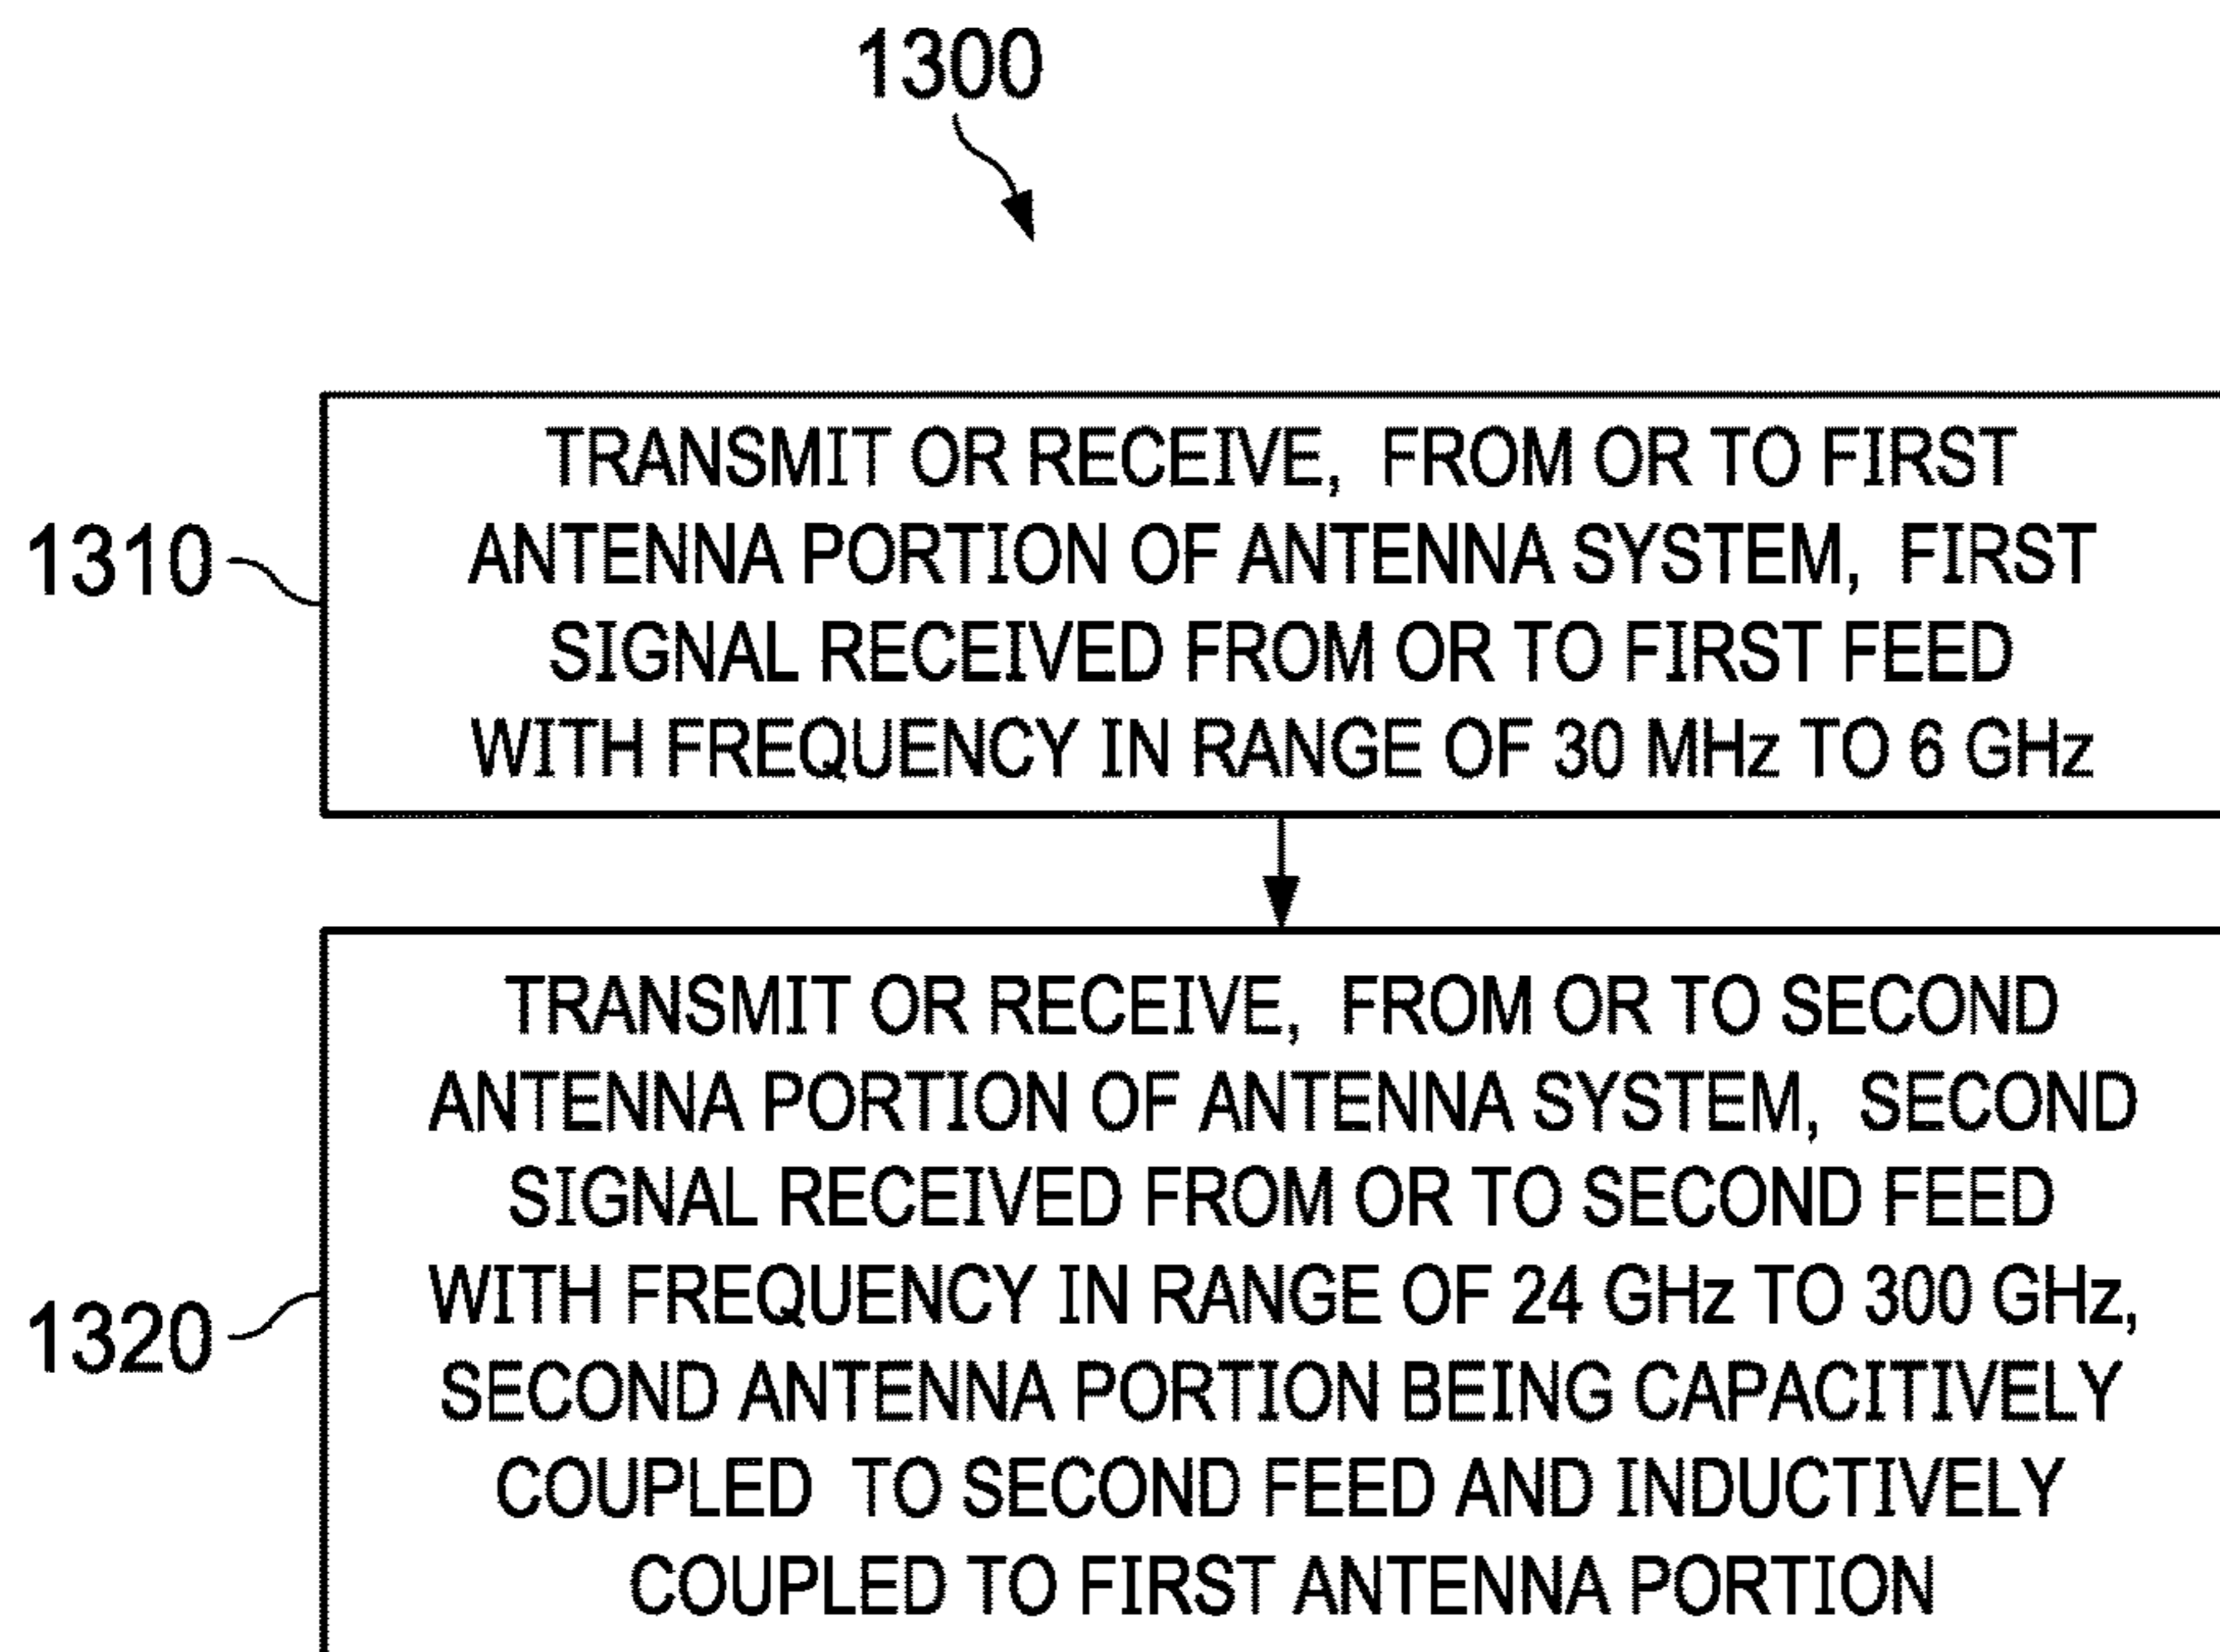 1300
TRANSMIT OR RECEIVE, FROM OR TO FIRST
ANTENNA PORTION OF ANTENNA SYSTEM, FIRST
1310
SIGNAL RECEIVED FROM OR TO FIRST FEED
WITH FREQUENCY IN RANGE OF 30 MHz TO 6 GHz
TRANSMIT OR RECEIVE, FROM OR TO SECOND
ANTENNA PORTION OF ANTENNA SYSTEM, SECOND
SIGNAL RECEIVED FROM OR TO SECOND FEED
WITH FREQUENCY IN RANGE OF 24 GHz TO 300 GHz,
1320
SECOND ANTENNA PORTION BEING CAPACITIVELY
COUPLED TO SECOND FEED AND INDUCTIVELY
COUPLED TO FIRST ANTENNA PORTION